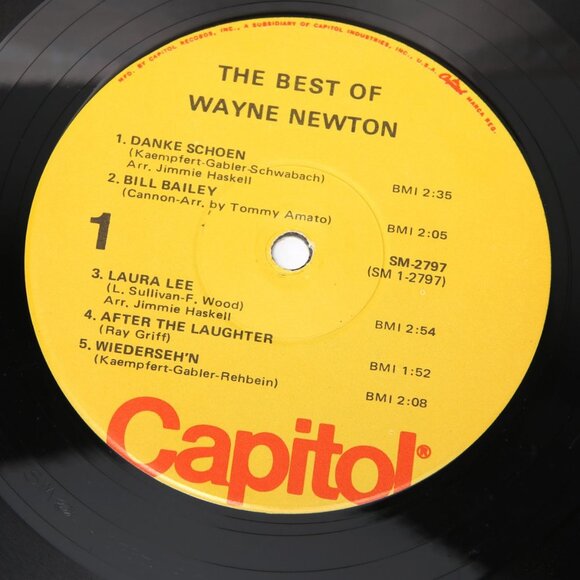 MFD. BY CAPITOL RECORDS, INC., A SUBSIDIARY OF CAPITOL INDUSTRIES, INC., U.S.A. Capitol MARCA REG.
THE BEST OF
WAYNE NEWTON
1. DANKE SCHOEN
(Kaempfert-Gabler-Schwabach)
Arr. Jimmie Haskell BMI 2:35
2. BILL BAILEY
(Cannon-Arr. by Tommy Amato) BMI 2:05
1
SM-2797
(SM 1-2797)
3. LAURA LEE
(L. Sullivan-F. Wood)
Arr. Jimmie Haskell BMI 2:54
4. AFTER THE LAUGHTER
(Ray Griff) BMI 1:52
5. WIEDERSEH'N
(Kaempfert-Gabler-Rehbein) BMI 2:08
Capitol®